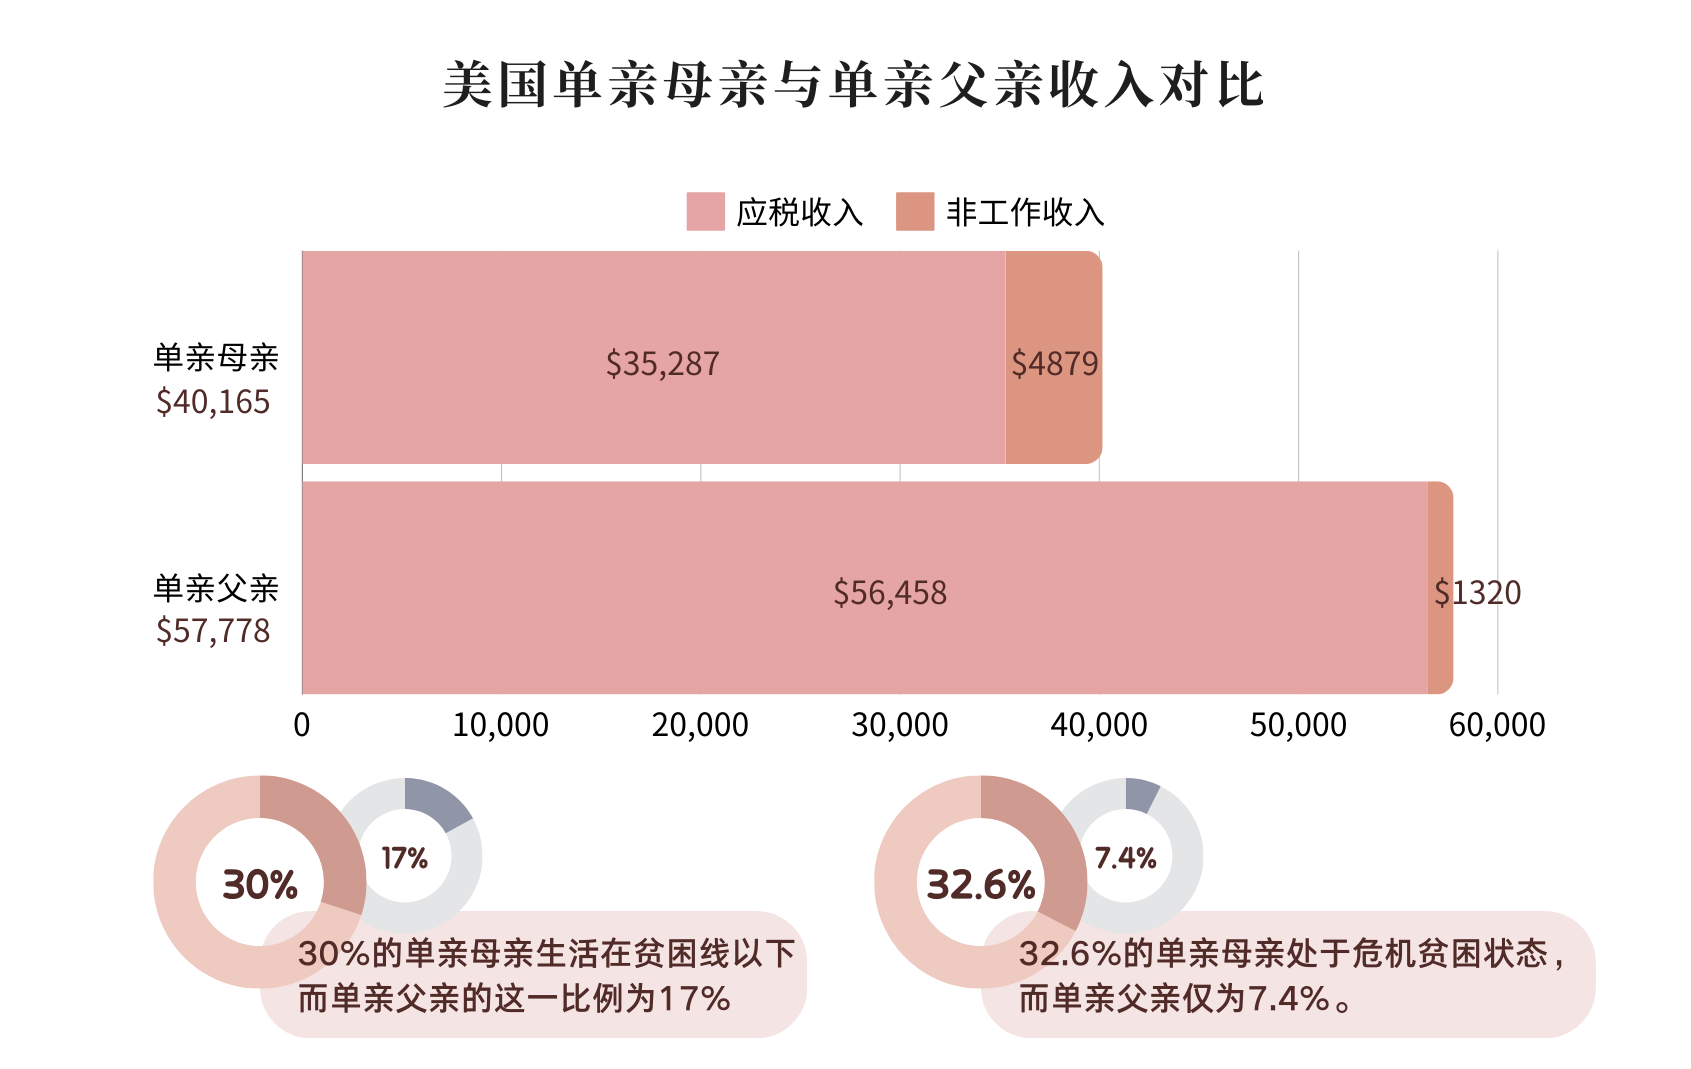 美国单亲母亲与单亲父亲收入对比
应税收入 非工作收入
单亲母亲
$40,165
$35,287 $4879
单亲父亲
$57,778
$56,458 $1320
0 10,000 20,000 30,000 40,000 50,000 60,000
30% 17%
30%的单亲母亲生活在贫困线以下
而单亲父亲的这一比例为17%
32.6% 7.4%
32.6%的单亲母亲处于危机贫困状态，
而单亲父亲仅为7.4%。